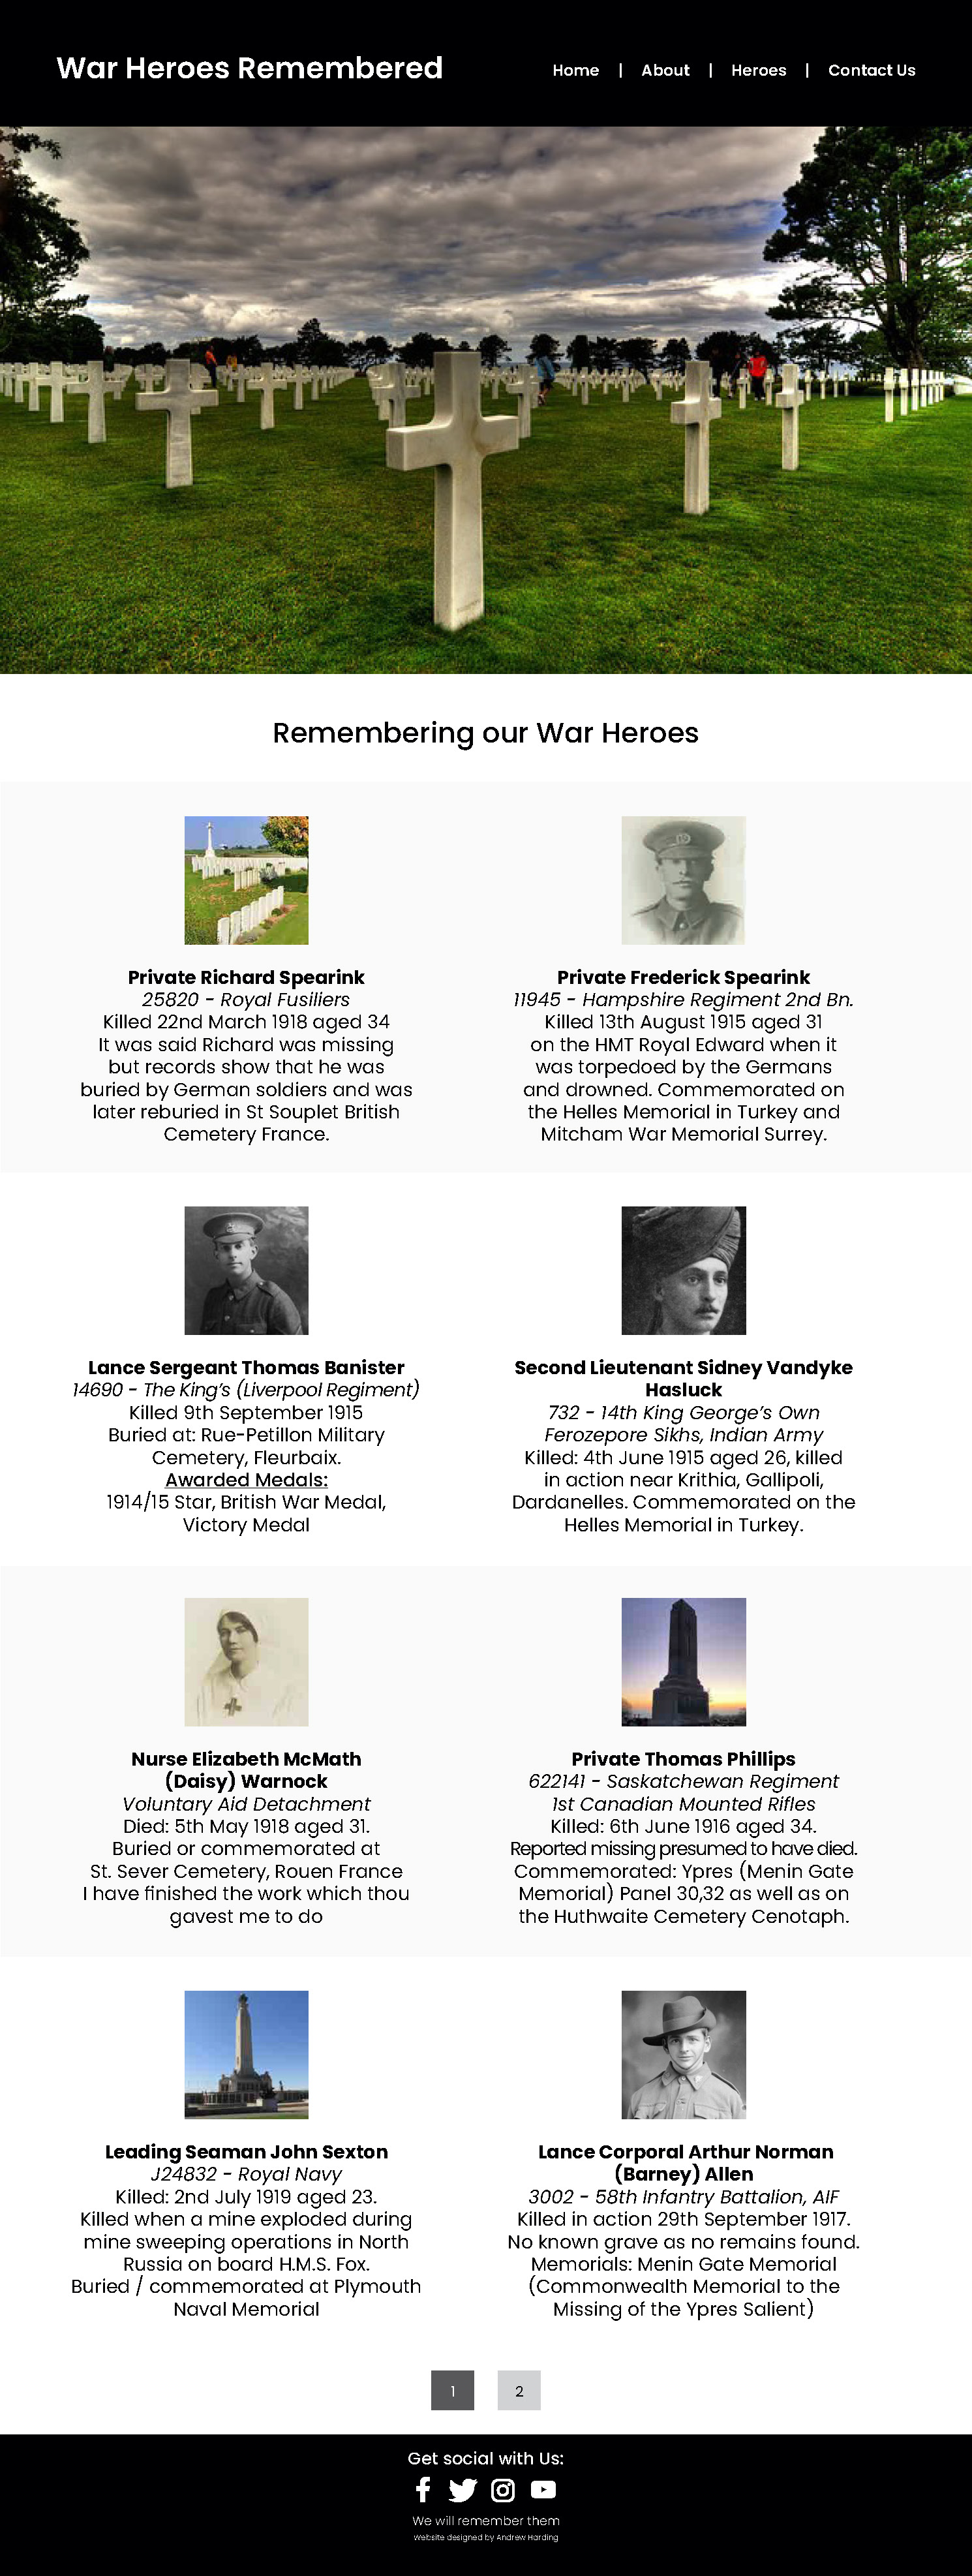 War Heroes Remembered
Home | About | Heroes | Contact Us
Remembering our War Heroes
Private Richard Spearink
25820 - Royal Fusiliers
Killed 22nd March 1918 aged 34
It was said Richard was missing
but records show that he was
buried by German soldiers and was
later reburied in St Souplet British
Cemetery France.
Private Frederick Spearink
11945 - Hampshire Regiment 2nd Bn.
Killed 13th August 1915 aged 31
on the HMT Royal Edward when it
was torpedoed by the Germans
and drowned. Commemorated on
the Helles Memorial in Turkey and
Mitcham War Memorial Surrey.
Lance Sergeant Thomas Banister
14690 - The King's (Liverpool Regiment)
Killed 9th September 1915
Buried at: Rue-Petillon Military
Cemetery, Fleurbaix.
Awarded Medals:
1914/15 Star, British War Medal,
Victory Medal
Second Lieutenant Sidney Vandyke
Hasluck
732 - 14th King George's Own
Ferozepore Sikhs, Indian Army
Killed: 4th June 1915 aged 26, killed
in action near Krithia, Gallipoli,
Dardanelles. Commemorated on the
Helles Memorial in Turkey.
Nurse Elizabeth McMath
(Daisy) Warnock
Voluntary Aid Detachment
Died: 5th May 1918 aged 31.
Buried or commemorated at
St. Sever Cemetery, Rouen France
I have finished the work which thou
gavest me to do
Private Thomas Phillips
622141 - Saskatchewan Regiment
1st Canadian Mounted Rifles
Killed: 6th June 1916 aged 34.
Reported missing presumed to have died.
Commemorated: Ypres (Menin Gate
Memorial) Panel 30,32 as well as on
the Huthwaite Cemetery Cenotaph.
Leading Seaman John Sexton
J24832 - Royal Navy
Killed: 2nd July 1919 aged 23.
Killed when a mine exploded during
mine sweeping operations in North
Russia on board H.M.S. Fox.
Buried / commemorated at Plymouth
Naval Memorial
Lance Corporal Arthur Norman
(Barney) Allen
3002 - 58th Infantry Battalion, AIF
Killed in action 29th September 1917.
No known grave as no remains found.
Memorials: Menin Gate Memorial
(Commonwealth Memorial to the
Missing of the Ypres Salient)
1 2
Get social with Us:
We will remember them
Website designed by Andrew Harding